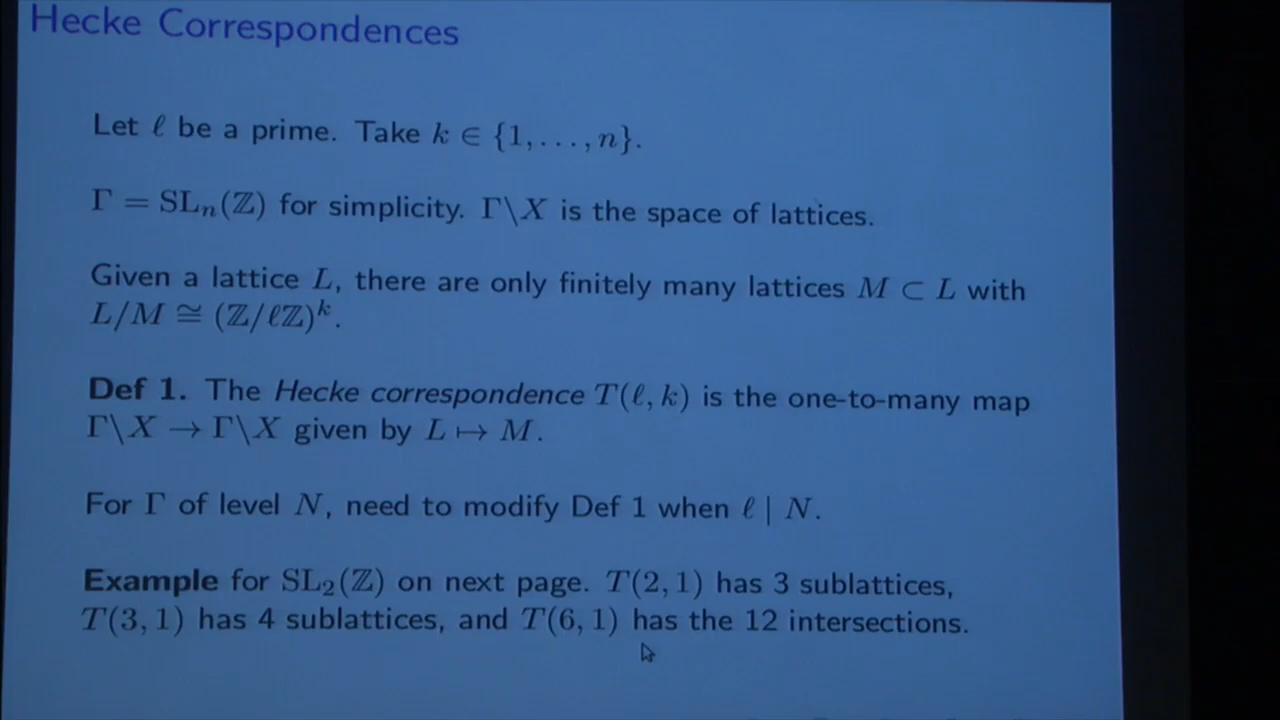 Hecke Correspondences
Let ℓ be a prime. Take k ∈ {1, . . . , n}.
Γ = SLₙ(ℤ) for simplicity. Γ\X is the space of lattices.
Given a lattice L, there are only finitely many lattices M ⊂ L with
L/M ≅ (ℤ/ℓℤ)ᵏ.
Def 1. The Hecke correspondence T(ℓ, k) is the one-to-many map
Γ\X → Γ\X given by L ↦ M.
For Γ of level N, need to modify Def 1 when ℓ | N.
Example for SL₂(ℤ) on next page. T(2, 1) has 3 sublattices,
T(3, 1) has 4 sublattices, and T(6, 1) has the 12 intersections.